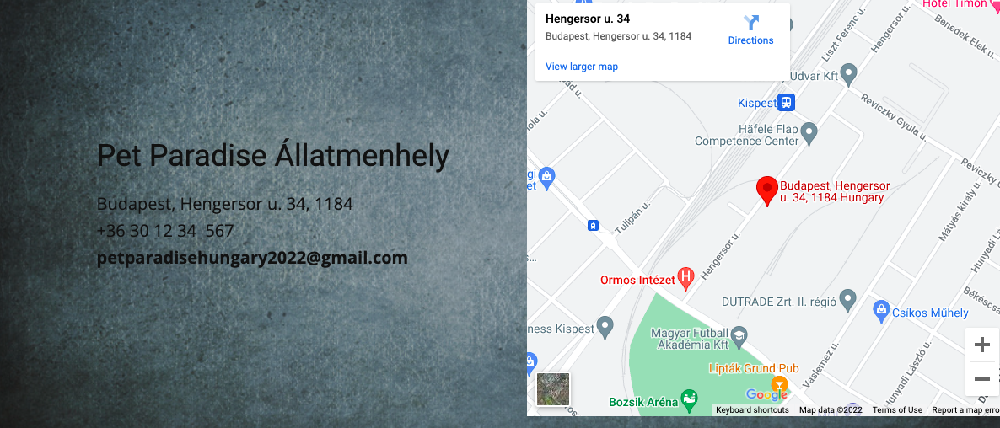 Pet Paradise Állatmenhely
Budapest, Hengersor u. 34, 1184
+36 30 12 34  567
petparadisehungary2022@gmail.com
Hengersor u. 34
Budapest, Hengersor u. 34, 1184
Directions
View larger map
Hotel Timon
Benedek Elek u.
Liszt Ferenc u.
Hengersor u.
Udvar Kft
Reviczky Gyula u.
Kispest
Häfele Flap
Competence Center
Reviczky
Budapest, Hengersor
u. 34, 1184 Hungary
Tulipán u.
Mátyás király u.
Hunyadi László u.
Hengersor u.
Ormos Intézet
DUTRADE Zrt. II. régió
Csíkos Műhely
ness Kispest
Magyar Futball
Akadémia Kft
Lipták Grund Pub
Vaslemez u.
Hunyadi László u.
Google
Bozsik Aréna
Keyboard shortcuts
Map data ©2022
Terms of Use
Report a map erro